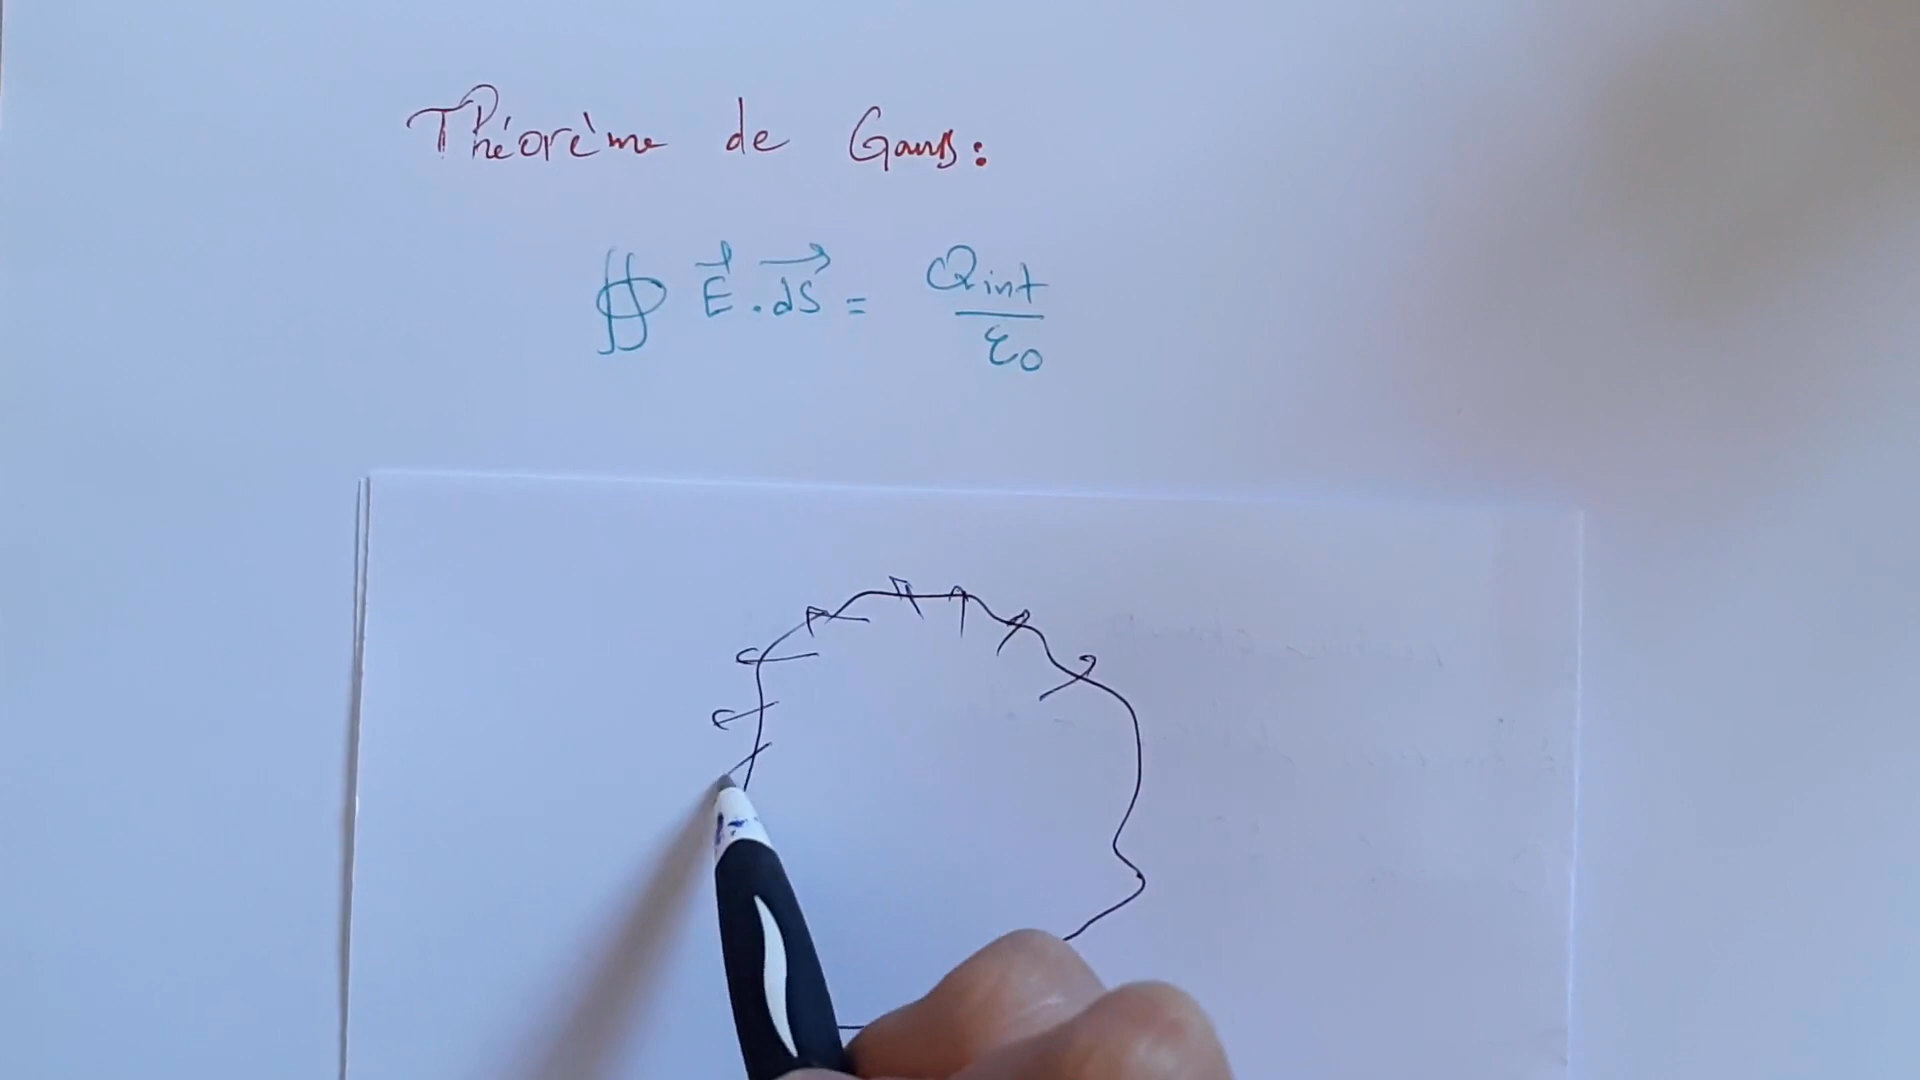 Théorème de Gauss:
∯ E⃗ . dS⃗ = Qint / ε0